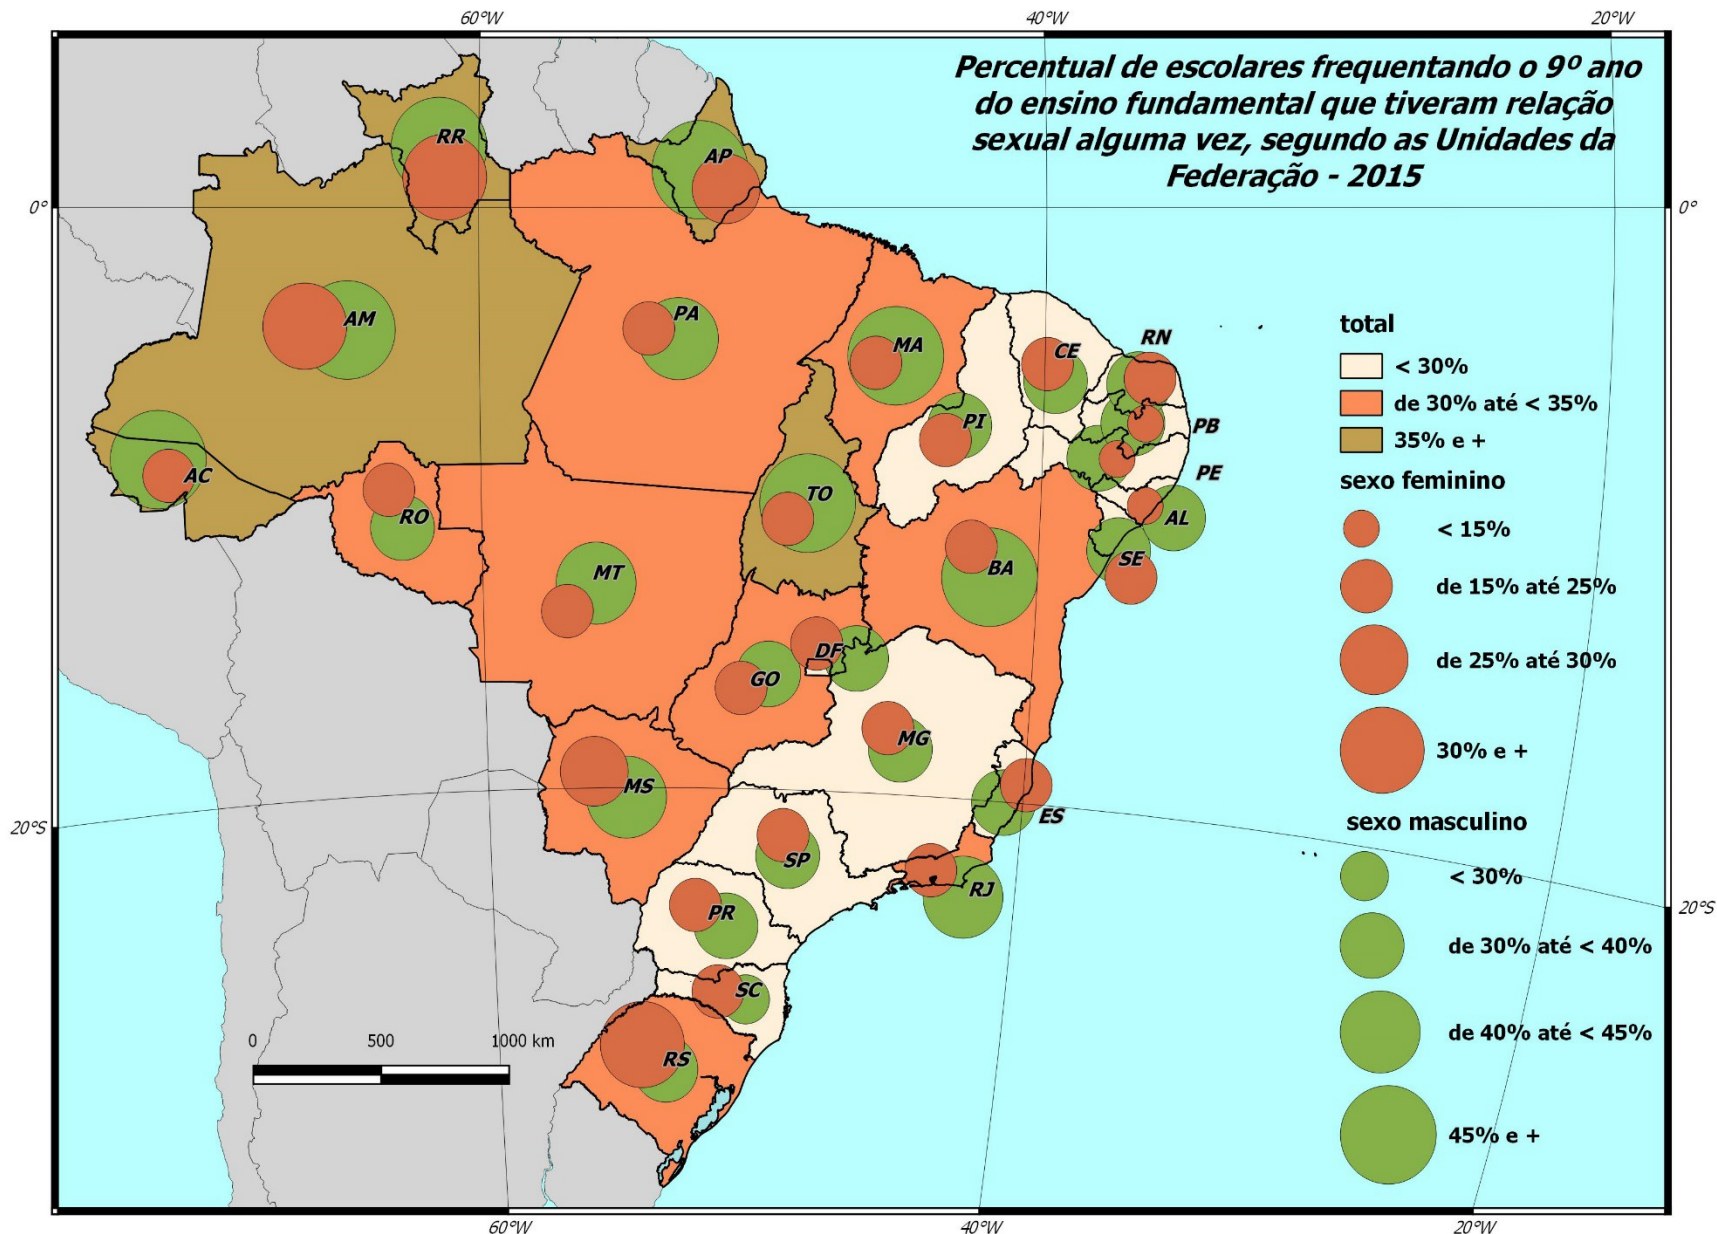 60°W 40°W 20°W
Percentual de escolares frequentando o 9º ano
do ensino fundamental que tiveram relação
sexual alguma vez, segundo as Unidades da
Federação - 2015
RR
AP
0° 0°
AM
PA
MA
CE
RN
PI
PB
PE
AC
RO
TO
AL
SE
MT
BA
DF
GO
MG
MS
ES
SP
RJ
PR
SC
RS
total
< 30%
de 30% até < 35%
35% e +
sexo feminino
< 15%
de 15% até 25%
de 25% até 30%
30% e +
sexo masculino
< 30%
de 30% até < 40%
de 40% até < 45%
45% e +
20°S 20°S
0 500 1000 km
60°W 40°W 20°W